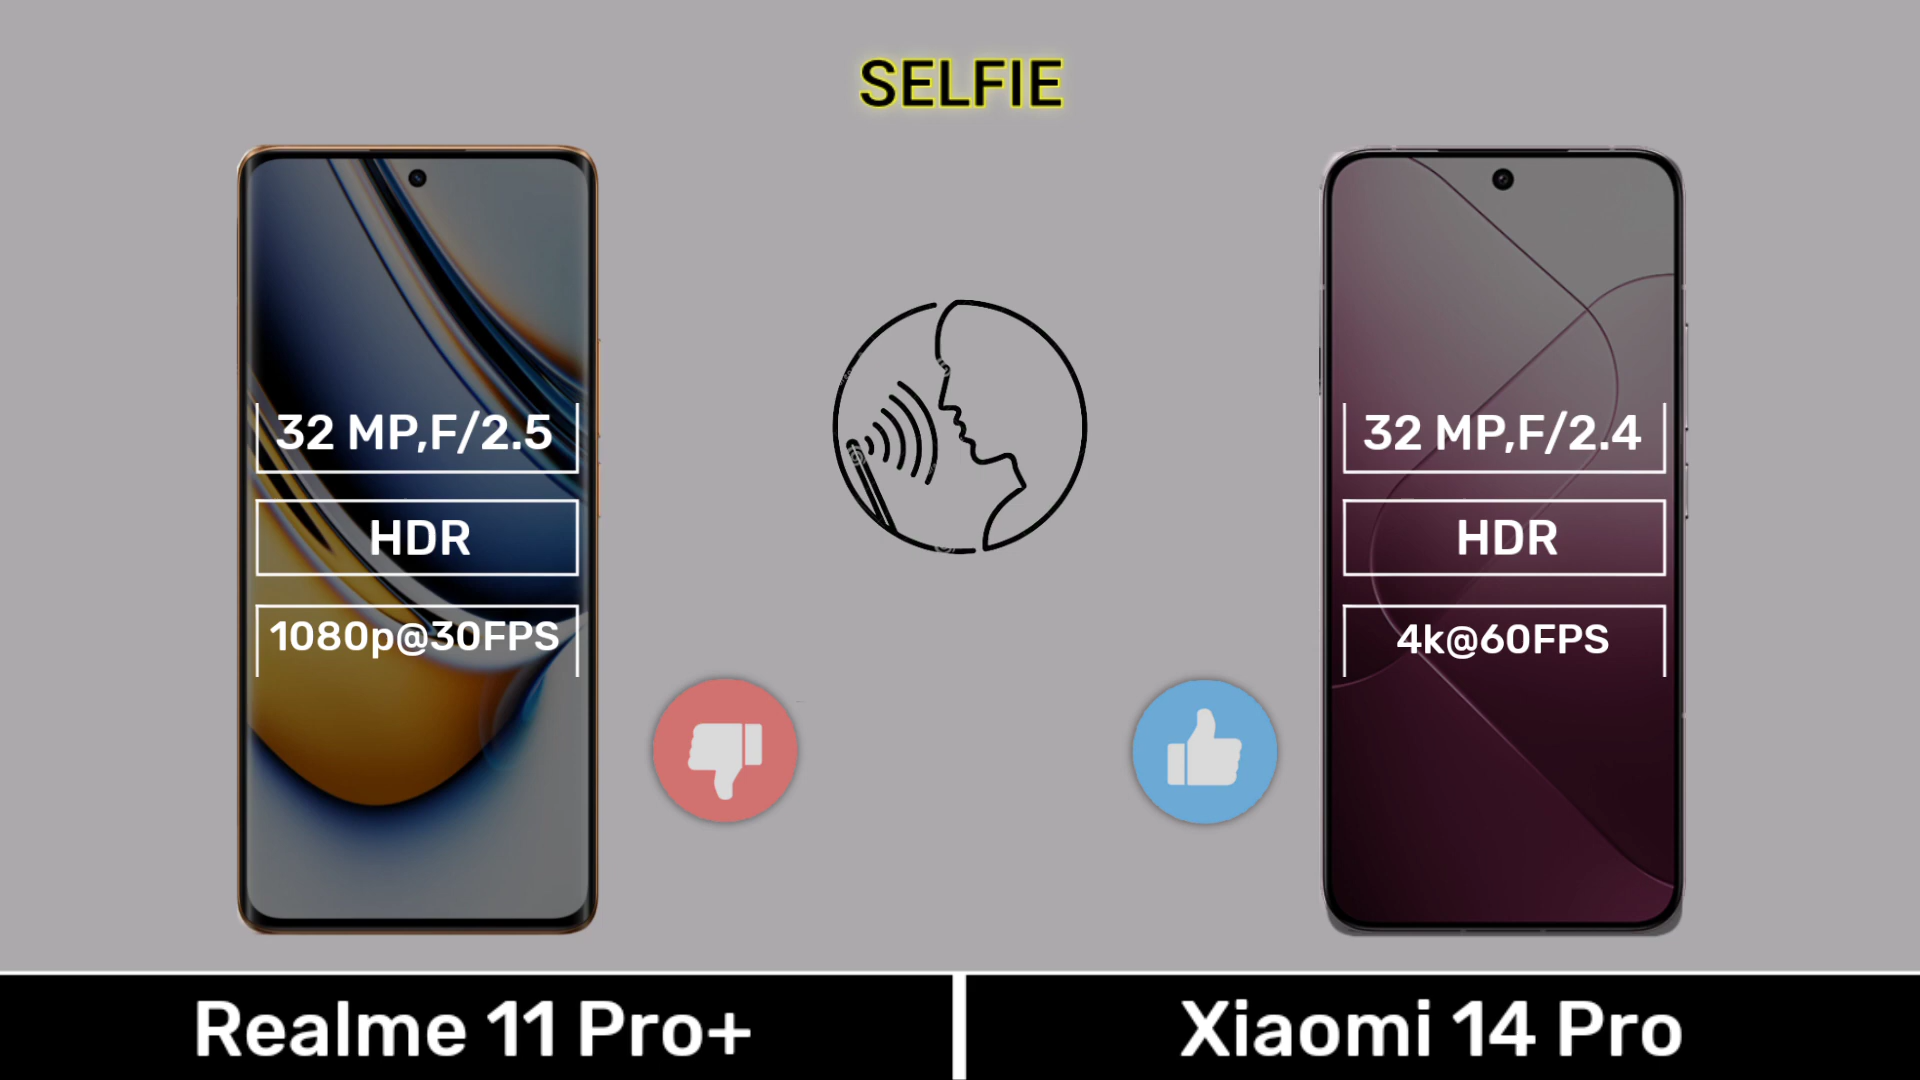 SELFIE
32 MP,F/2.5
HDR
1080p@30FPS
32 MP,F/2.4
HDR
4k@60FPS
Realme 11 Pro+
Xiaomi 14 Pro